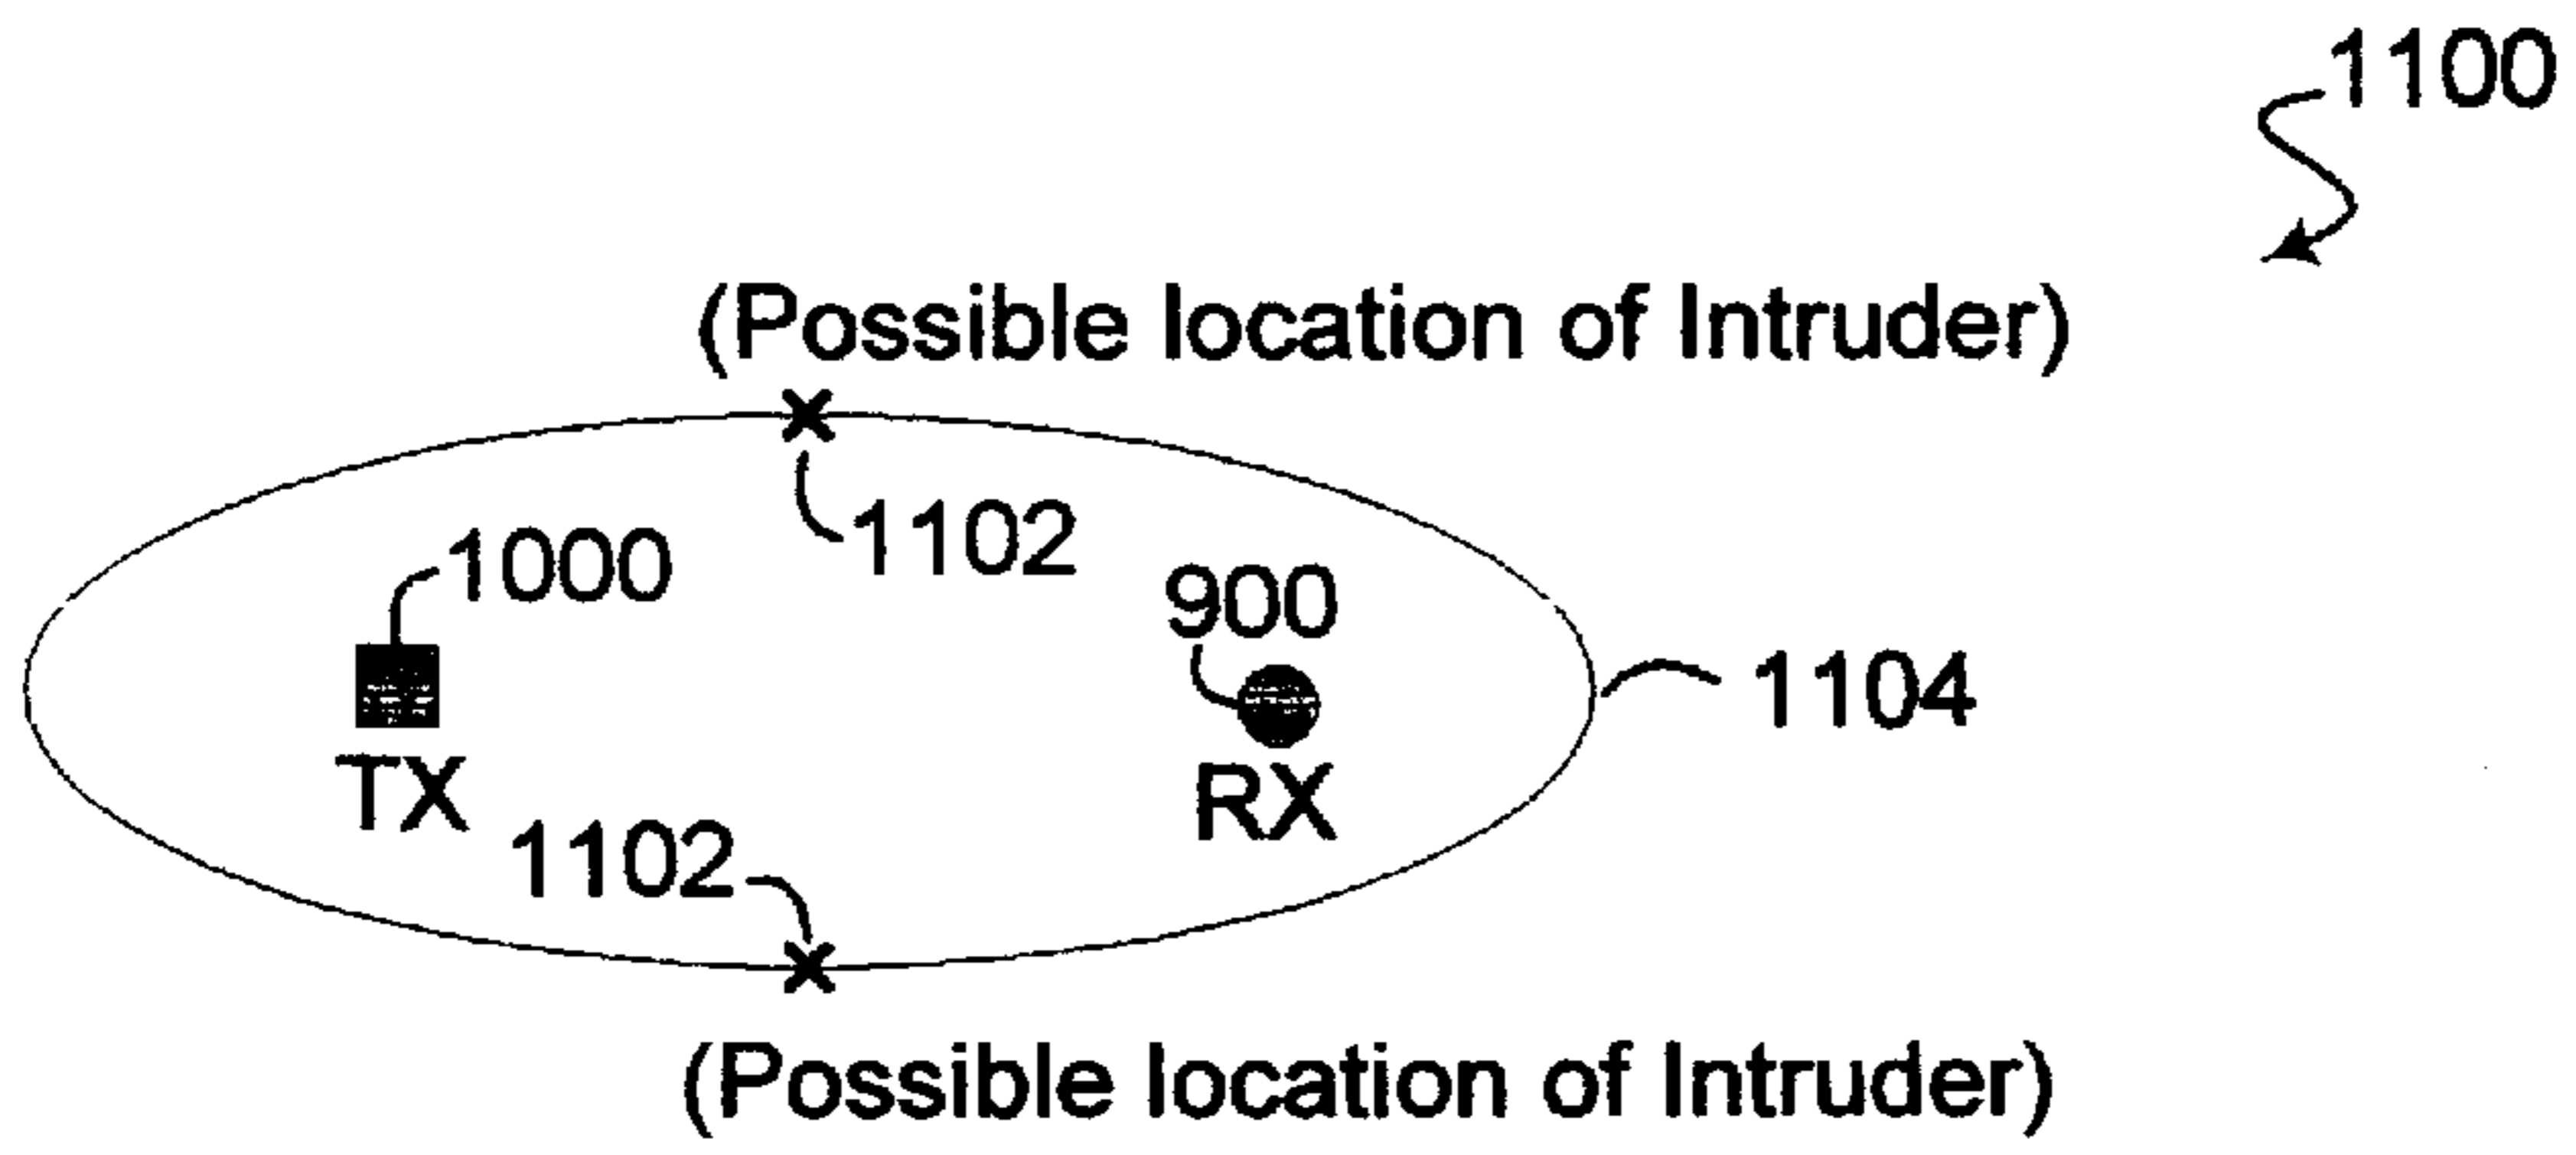 1100
(Possible location of Intruder)
1102
1000
900
1104
TX
RX
1102
(Possible location of Intruder)